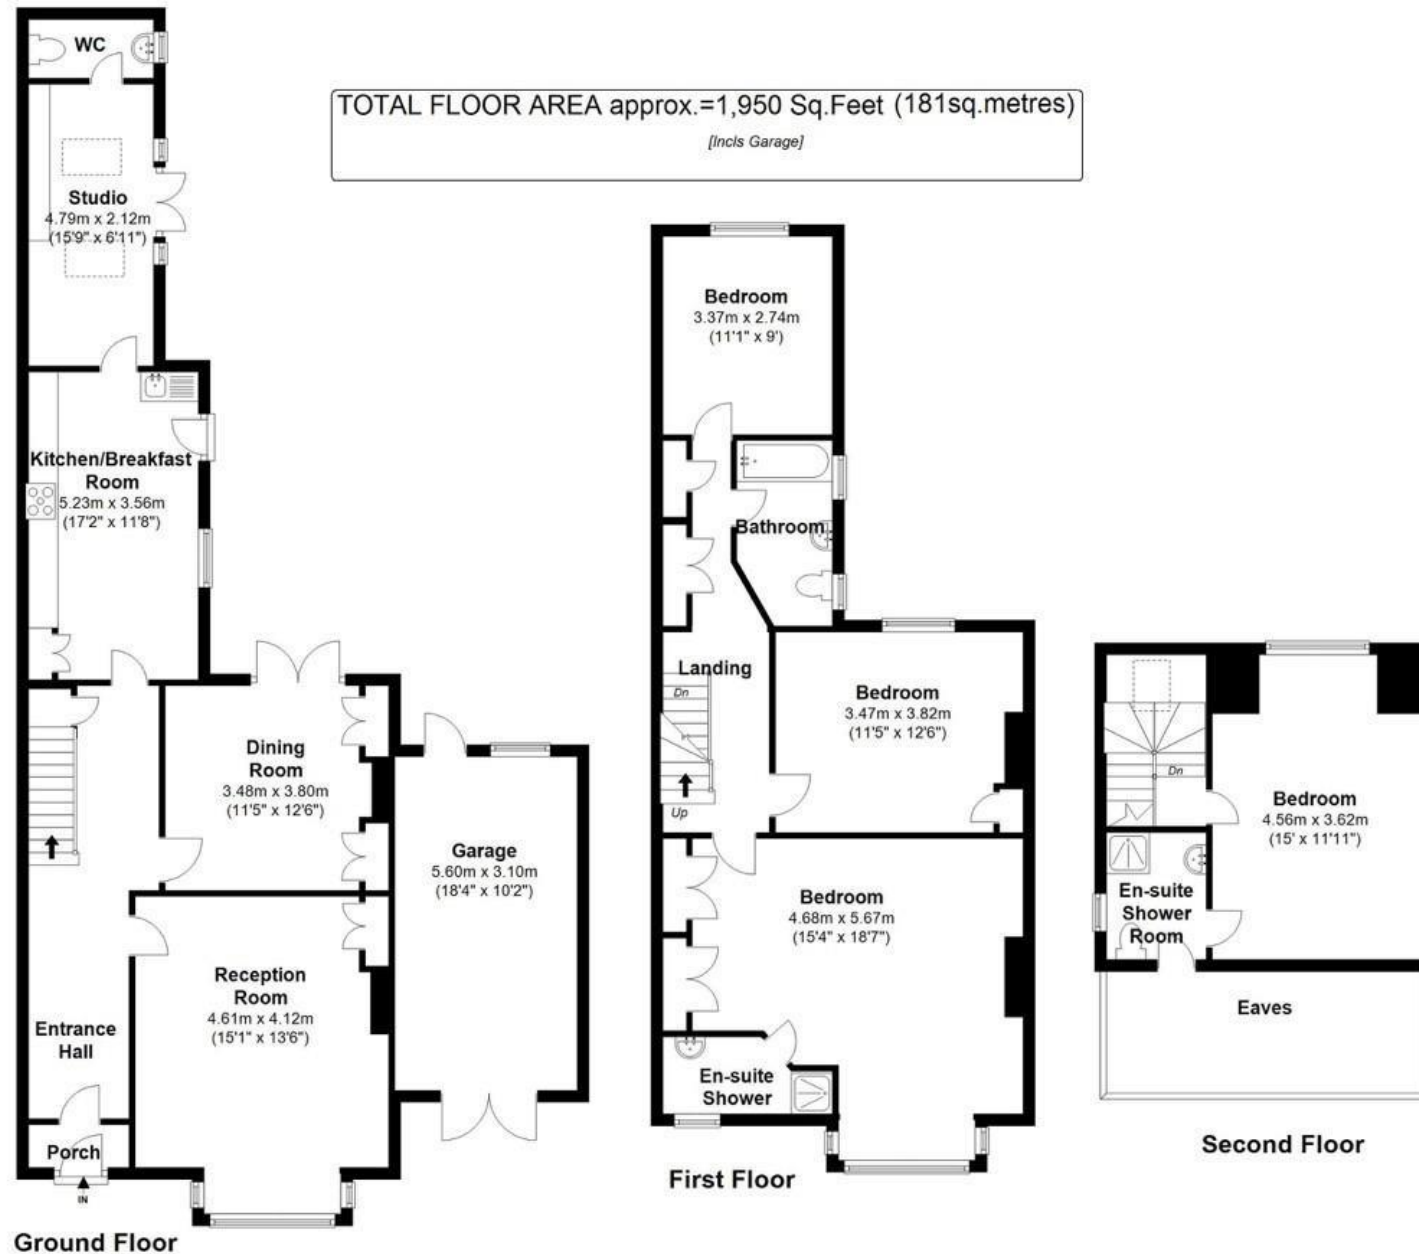 TOTAL FLOOR AREA approx.=1,950 Sq.Feet (181sq.metres)
[Incls Garage]
WC
Studio
4.79m x 2.12m
(15'9" x 6'11")
Kitchen/Breakfast
Room
5.23m x 3.56m
(17'2" x 11'8")
Dining
Room
3.48m x 3.80m
(11'5" x 12'6")
Garage
5.60m x 3.10m
(18'4" x 10'2")
Reception
Room
4.61m x 4.12m
(15'1" x 13'6")
Entrance
Hall
Porch
IN
Ground Floor
Bedroom
3.37m x 2.74m
(11'1" x 9')
Bathroom
Landing
Dn
Up
Bedroom
3.47m x 3.82m
(11'5" x 12'6")
Bedroom
4.68m x 5.67m
(15'4" x 18'7")
En-suite
Shower
First Floor
Dn
Bedroom
4.56m x 3.62m
(15' x 11'11")
En-suite
Shower
Room
Eaves
Second Floor